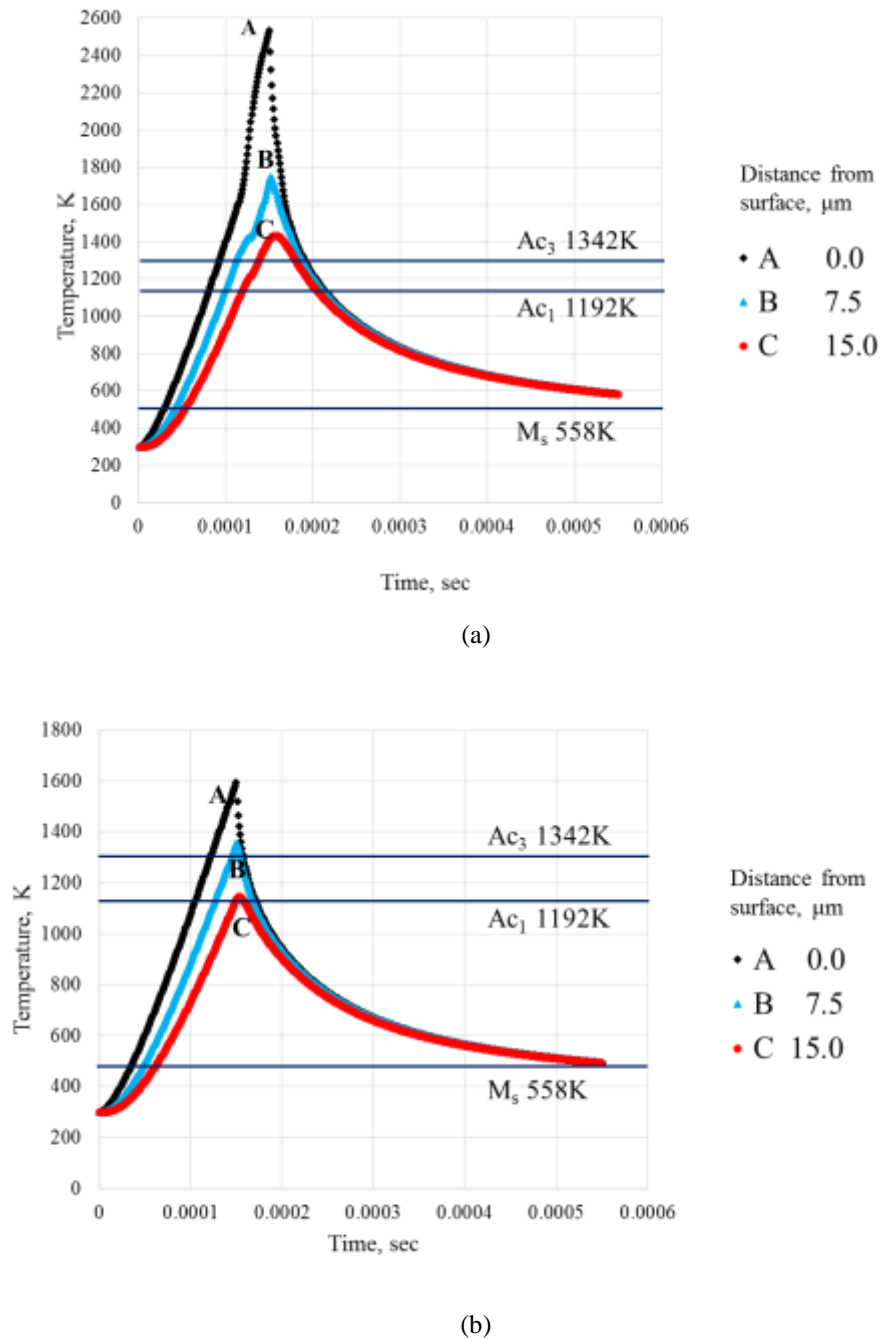 2600
2400
2200
2000
1800
1600
1400
1200
1000
800
600
400
200
0
Temperature, K
A
B
C
Ac3 1342K
Ac1 1192K
Ms 558K
0 0.0001 0.0002 0.0003 0.0004 0.0005 0.0006
Time, sec
Distance from
surface, μm
A 0.0
B 7.5
C 15.0
(a)
1800
1600
1400
1200
1000
800
600
400
200
0
Temperature, K
A
B
C
Ac3 1342K
Ac1 1192K
Ms 558K
0 0.0001 0.0002 0.0003 0.0004 0.0005 0.0006
Time, sec
Distance from
surface, μm
A 0.0
B 7.5
C 15.0
(b)